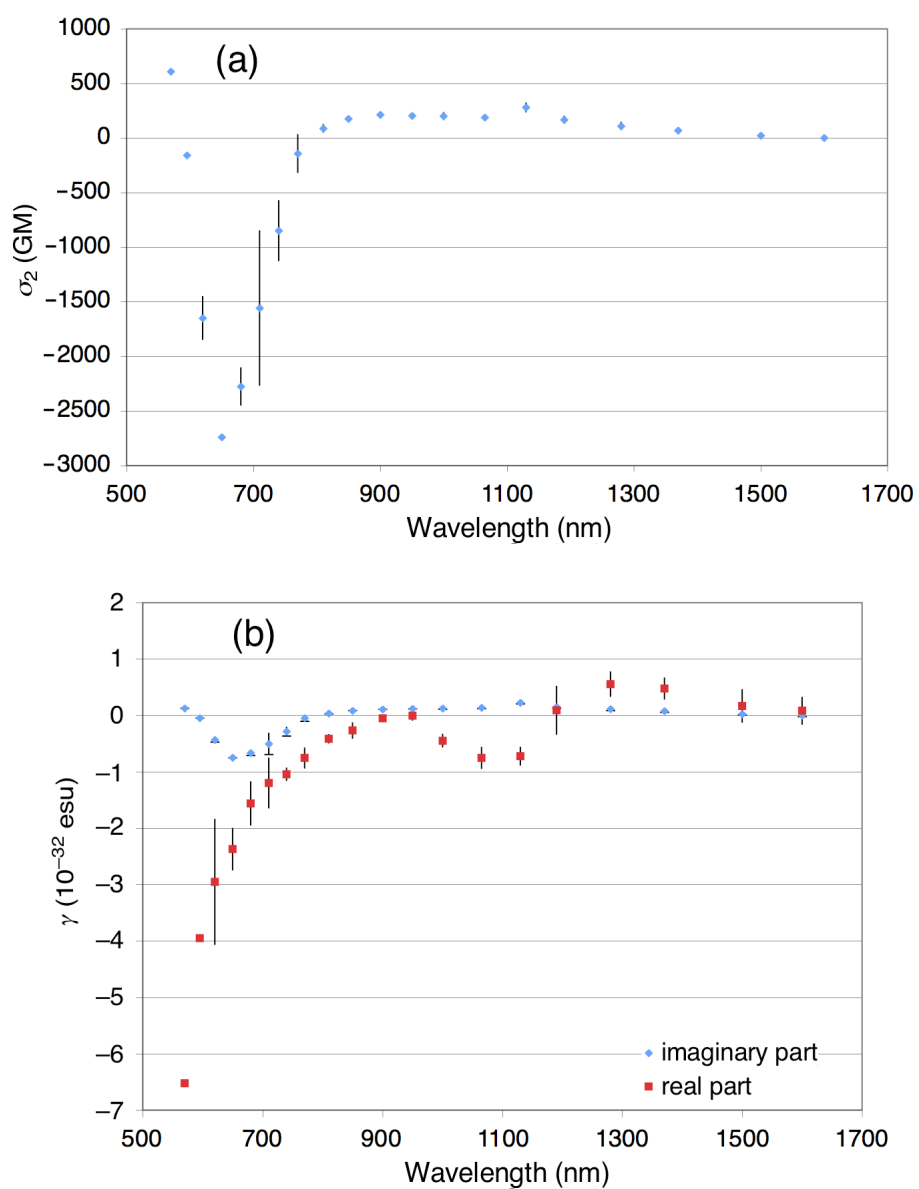 (a)
1000
500
0
−500
−1000
−1500
−2000
−2500
−3000
σ₂ (GM)
500 700 900 1100 1300 1500 1700
Wavelength (nm)
(b)
2
1
0
−1
−2
−3
−4
−5
−6
−7
γ (10⁻³² esu)
imaginary part
real part
500 700 900 1100 1300 1500 1700
Wavelength (nm)